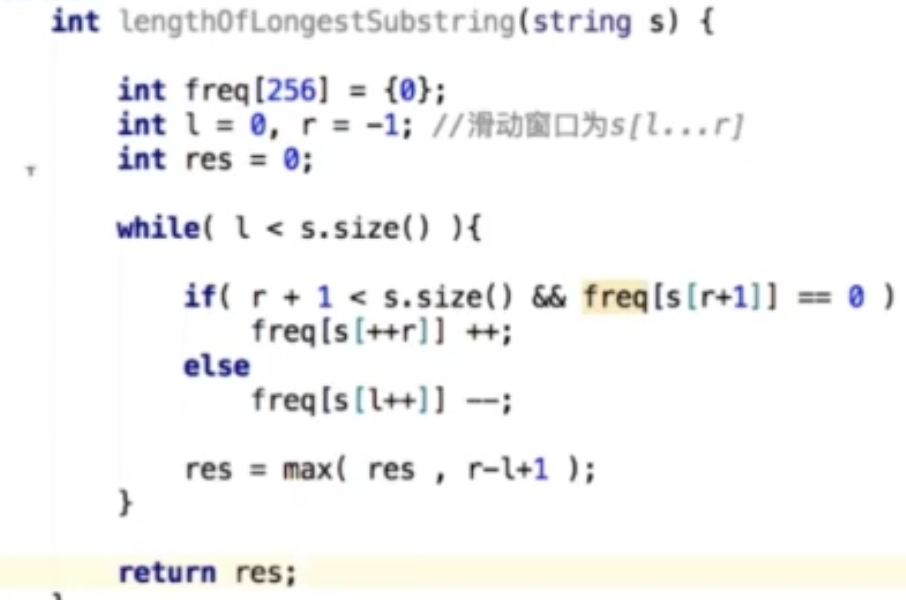 int lengthOfLongestSubstring(string s) {
int freq[256] = {0};
int l = 0, r = -1; //滑动窗口为s[l...r]
int res = 0;
while( l < s.size() ){
if( r + 1 < s.size() && freq[s[r+1]] == 0 )
freq[s[++r]] ++;
else
freq[s[l++]] --;
res = max( res , r-l+1 );
}
return res;